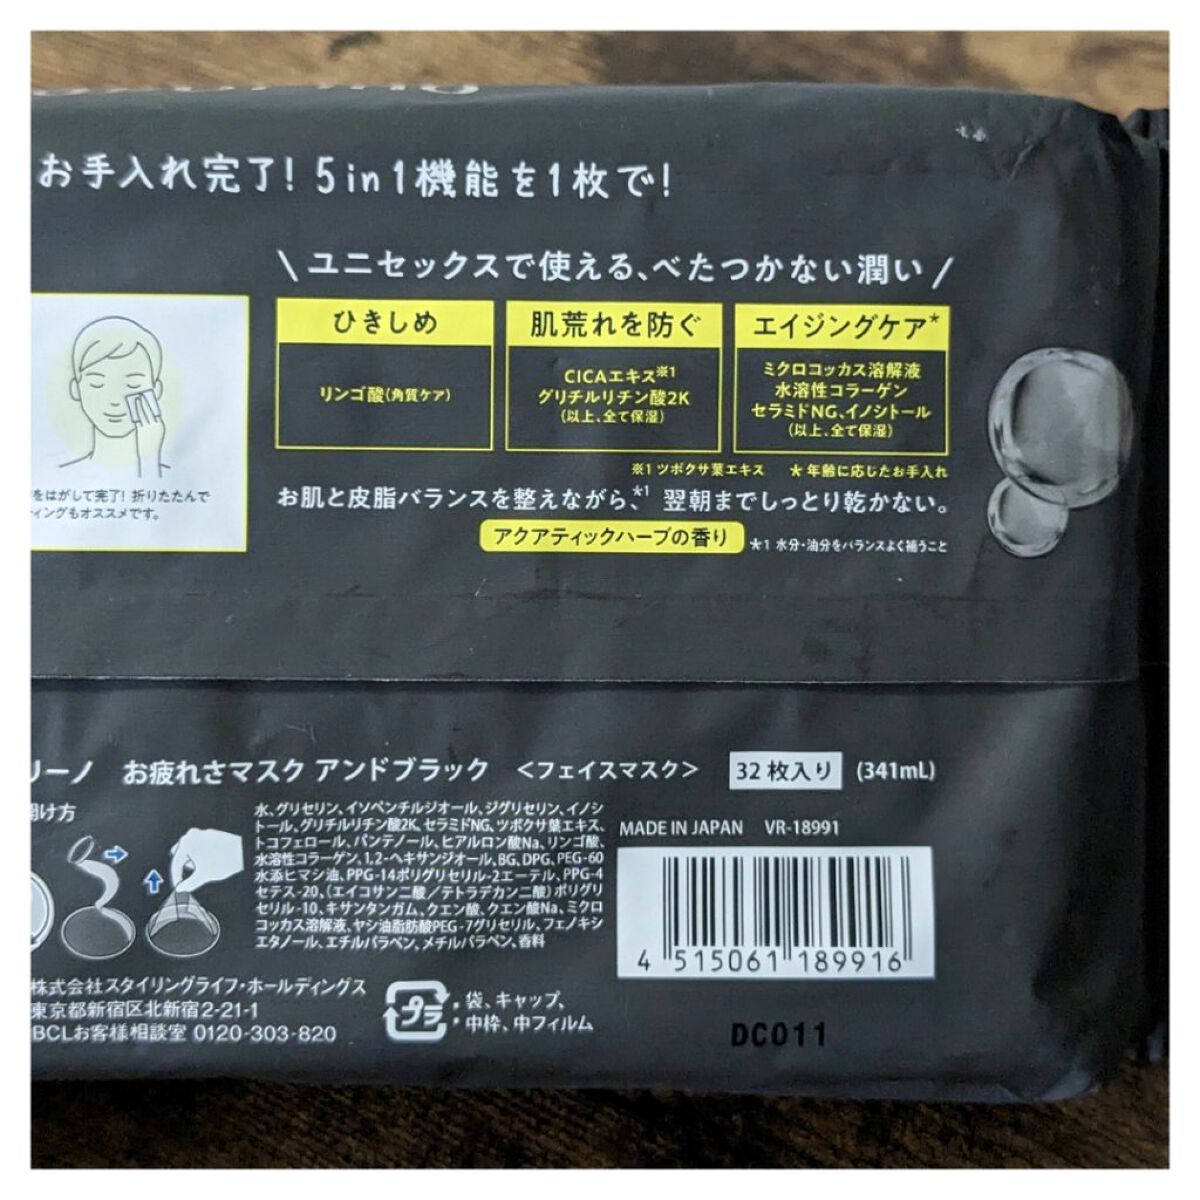 お手入れ完了! 5in1機能を1枚で!
\ ユニセックスで使える、べたつかない潤い /
ひきしめ
リンゴ酸(角質ケア)
肌荒れを防ぐ
CICAエキス※1
グリチルリチン酸2K
(以上、全て保湿)
エイジングケア*
ミクロコッカス溶解液
水溶性コラーゲン
セラミドNG、イノシトール
(以上、全て保湿)
※1 ツボクサ葉エキス *年齢に応じたお手入れ
をはがして完了! 折りたたんで
ィングもオススメです。
お肌と皮脂バランスを整えながら、*1 翌朝までしっとり乾かない。
アクアティックハーブの香り
*1 水分・油分をバランスよく補うこと
リーノ お疲れさマスク アンドブラック <フェイスマスク> 32枚入り (341mL)
開け方
水、グリセリン、イソペンチルジオール、ジグリセリン、イノシ
トール、グリチルリチン酸2K、セラミドNG、ツボクサ葉エキス、
トコフェロール、パンテノール、ヒアルロン酸Na、リンゴ酸、
水溶性コラーゲン、1,2-ヘキサンジオール、BG、DPG、PEG-60
水添ヒマシ油、PPG-14ポリグリセリル-2エーテル、PPG-4
セテス-20、(エイコサン二酸/テトラデカン二酸)ポリグリ
セリル-10、キサンタンガム、クエン酸、クエン酸Na、ミクロ
コッカス溶解液、ヤシ油脂肪酸PEG-7グリセリル、フェノキシ
エタノール、エチルパラベン、メチルパラベン、香料
MADE IN JAPAN VR-18991
4 515061 189916
株式会社スタイリングライフ・ホールディングス
東京都新宿区北新宿2-21-1
BCLお客様相談室 0120-303-820
プラ
・袋、キャップ、
・中枠、中フィルム
DC011